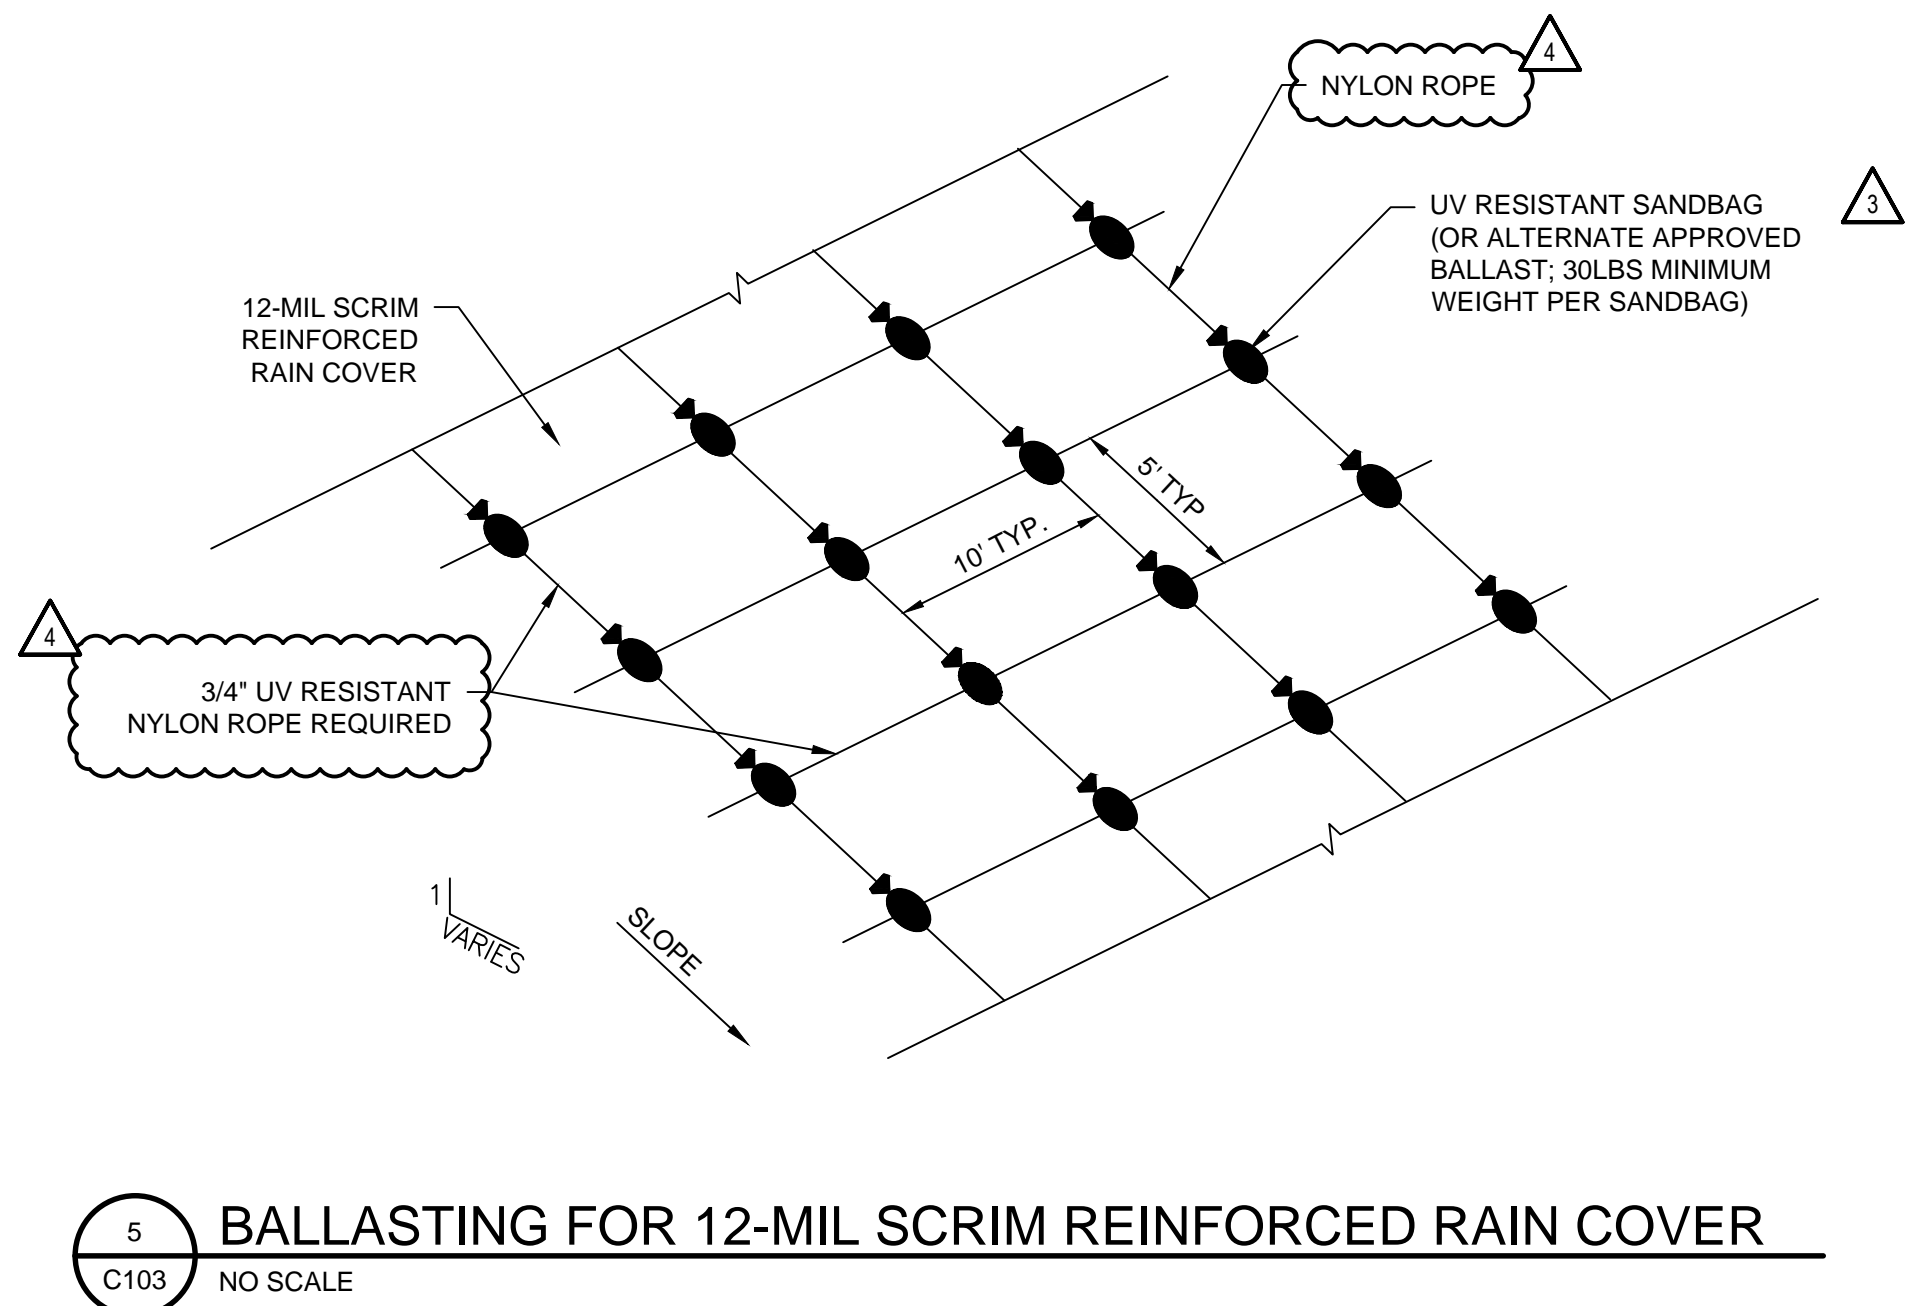 4
NYLON ROPE
3
UV RESISTANT SANDBAG
(OR ALTERNATE APPROVED
BALLAST; 30LBS MINIMUM
WEIGHT PER SANDBAG)
12-MIL SCRIM
REINFORCED
RAIN COVER
5' TYP
10' TYP.
4
3/4" UV RESISTANT
NYLON ROPE REQUIRED
1
VARIES
SLOPE
5
BALLASTING FOR 12-MIL SCRIM REINFORCED RAIN COVER
C103
NO SCALE